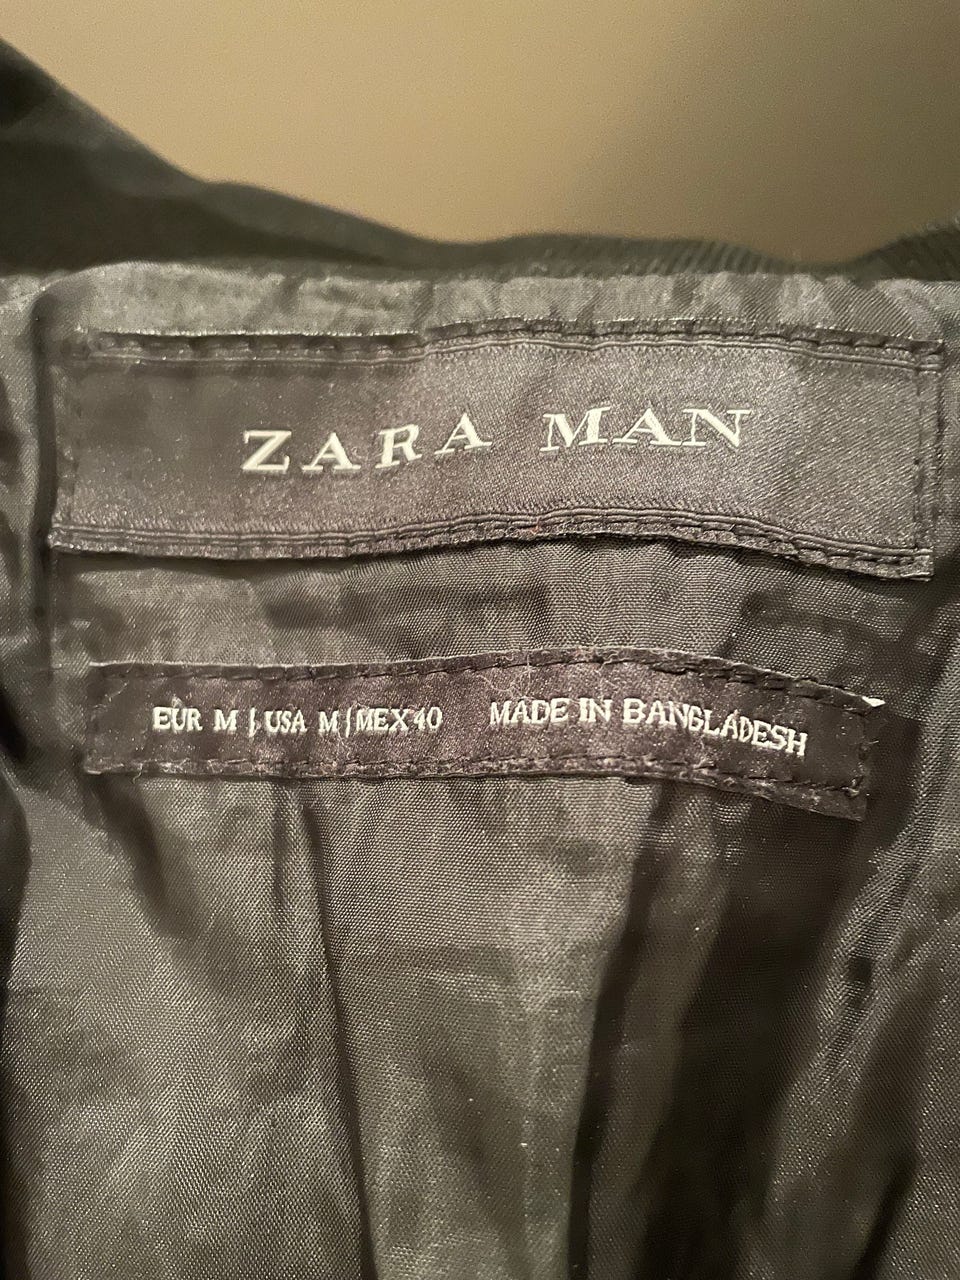 ZARA MAN
EUR M | USA M | MEX 40 MADE IN BANGLADESH